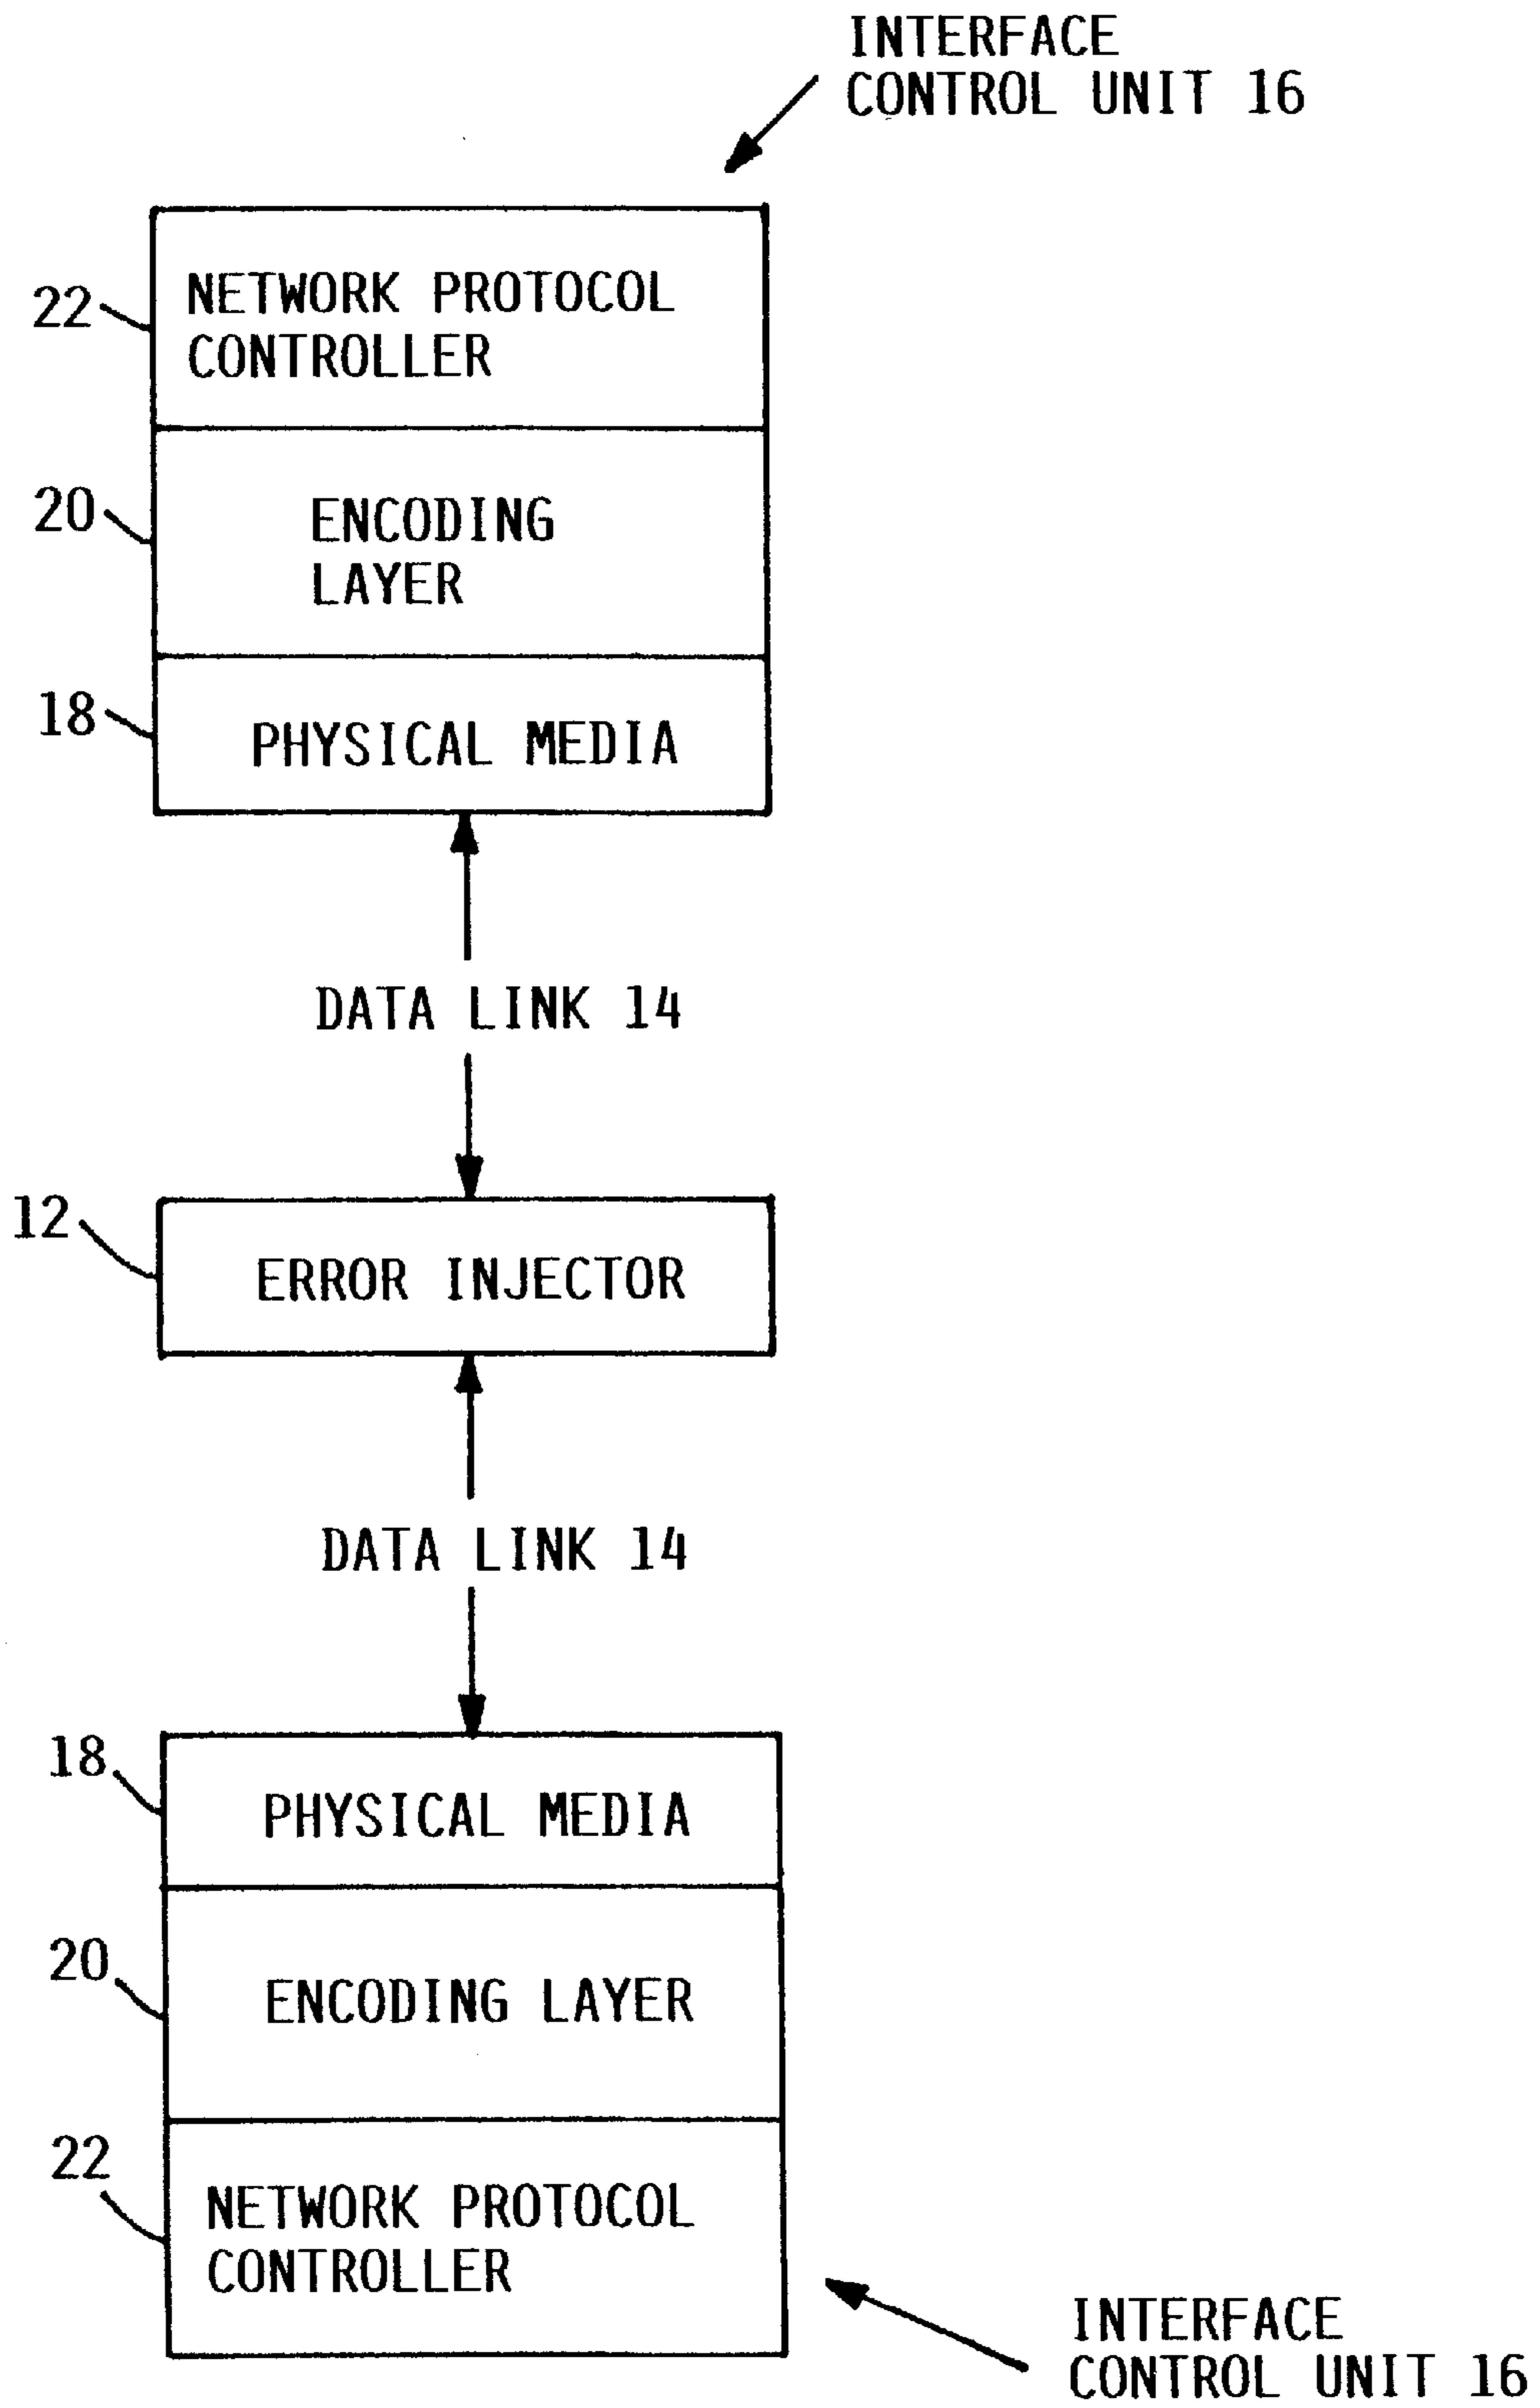 INTERFACE
CONTROL UNIT 16
22
NETWORK PROTOCOL
CONTROLLER
20
ENCODING
LAYER
18
PHYSICAL MEDIA
DATA LINK 14
12
ERROR INJECTOR
DATA LINK 14
18
PHYSICAL MEDIA
20
ENCODING LAYER
22
NETWORK PROTOCOL
CONTROLLER
INTERFACE
CONTROL UNIT 16